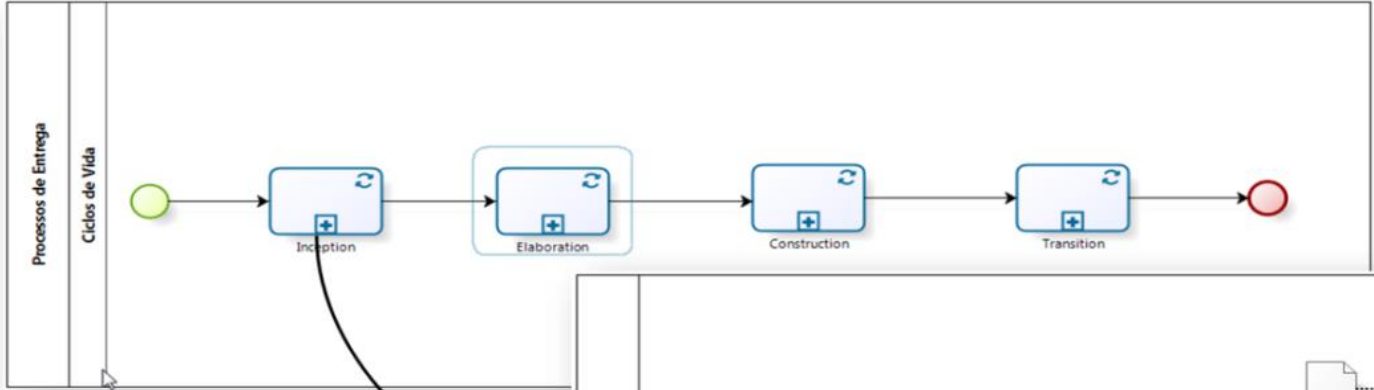 Processos de Entrega
Ciclos de Vida
Inception
Elaboration
Construction
Transition